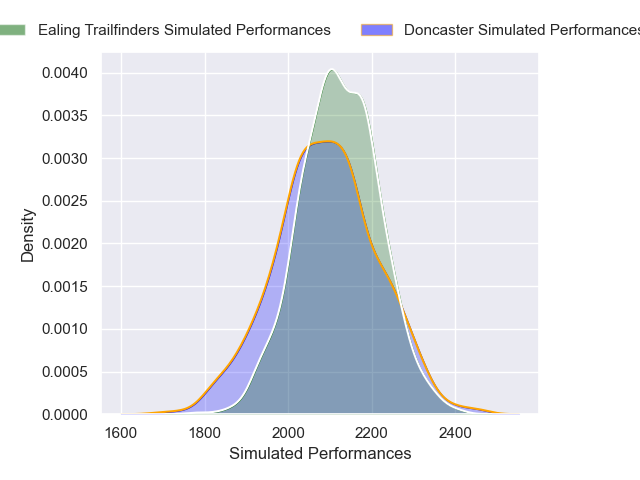 Ealing Trailfinders Simulated Performances
Doncaster Simulated Performances
0.0040
0.0035
0.0030
0.0025
0.0020
0.0015
0.0010
0.0005
0.0000
Density
1600 1800 2000 2200 2400
Simulated Performances